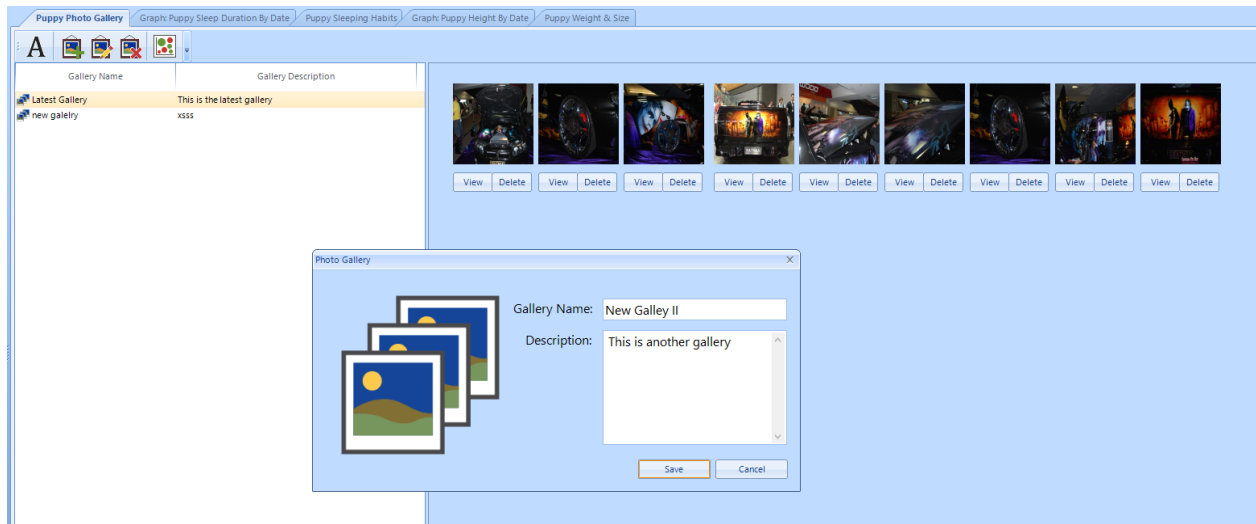 Puppy Photo Gallery Graph: Puppy Sleep Duration By Date Puppy Sleeping Habits Graph: Puppy Height By Date Puppy Weight & Size
A
Gallery Name Gallery Description
Latest Gallery This is the latest gallery
new galelry xsss
View Delete View Delete View Delete View Delete View Delete View Delete View Delete View Delete View Delete
Photo Gallery
Gallery Name: New Galley II
Description: This is another gallery
Save Cancel